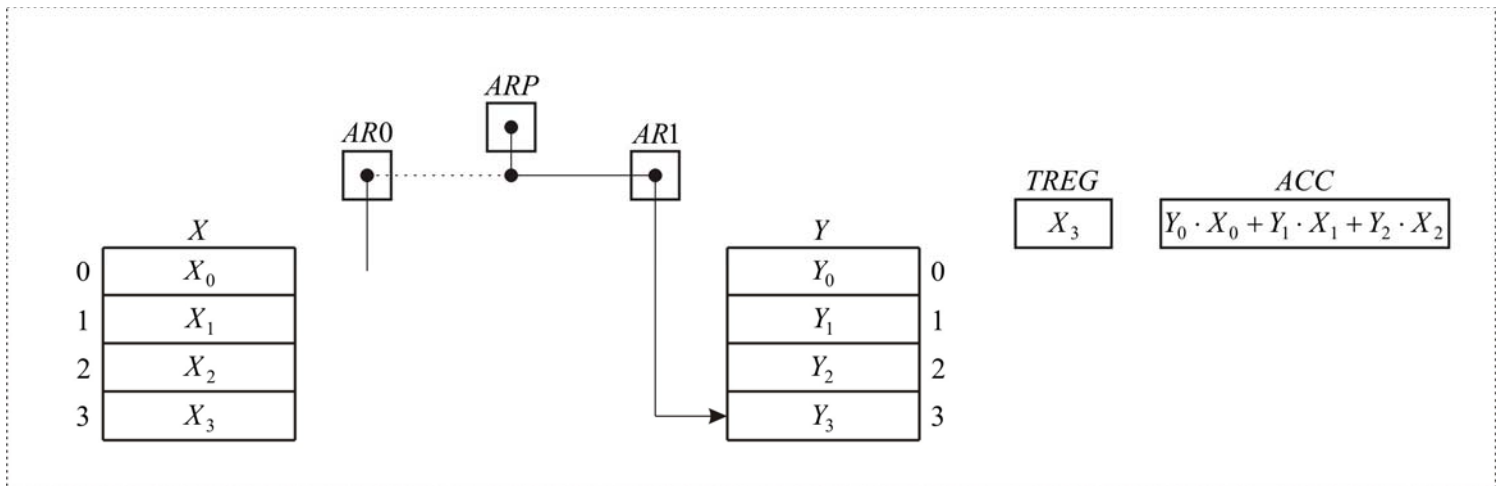 ARP
AR0 AR1
TREG ACC
X₃ Y₀ · X₀ + Y₁ · X₁ + Y₂ · X₂
X Y
0 X₀ Y₀ 0
1 X₁ Y₁ 1
2 X₂ Y₂ 2
3 X₃ Y₃ 3